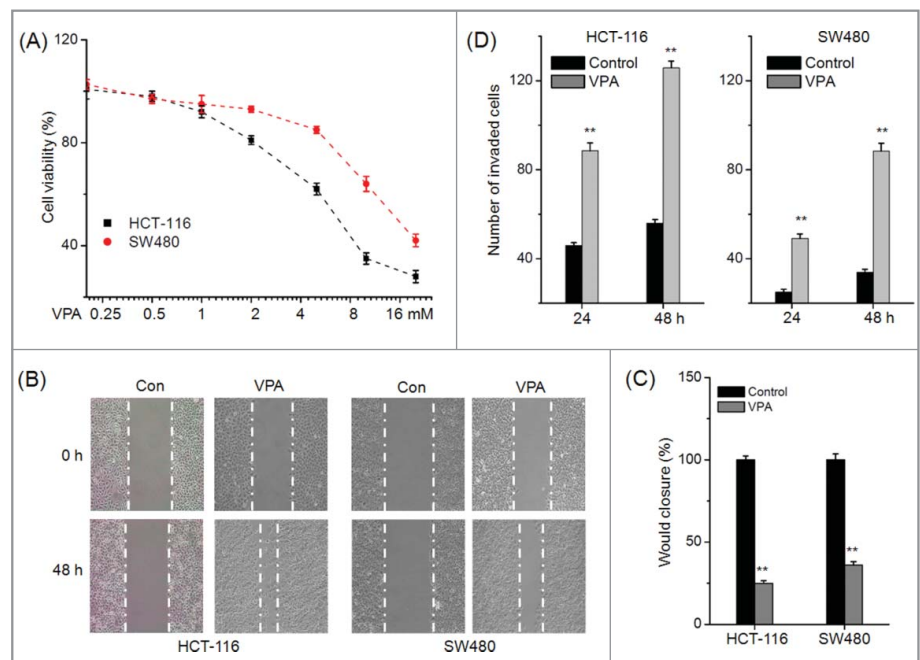 (A)
120
80
40
Cell viability (%)
HCT-116
SW480
VPA 0.25 0.5 1 2 4 8 16 mM
(D)
HCT-116
Control
VPA
120
80
40
Number of invaded cells
**
**
24 48 h
SW480
Control
VPA
120
80
40
**
**
24 48 h
(B)
Con VPA Con VPA
0 h
48 h
HCT-116 SW480
(C)
150
100
50
25
0
Would closure (%)
Control
VPA
**
**
HCT-116 SW480